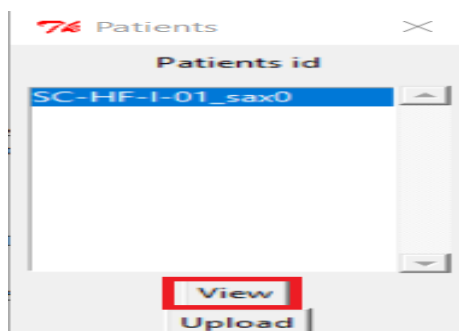 Patients
Patients id
SC-HF-I-01_sax0
View
Upload